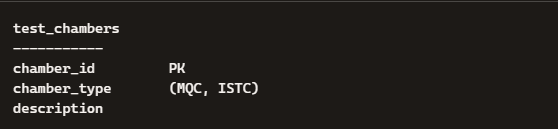 test_chambers
-----------
chamber_id PK
chamber_type (MQC, ISTC)
description